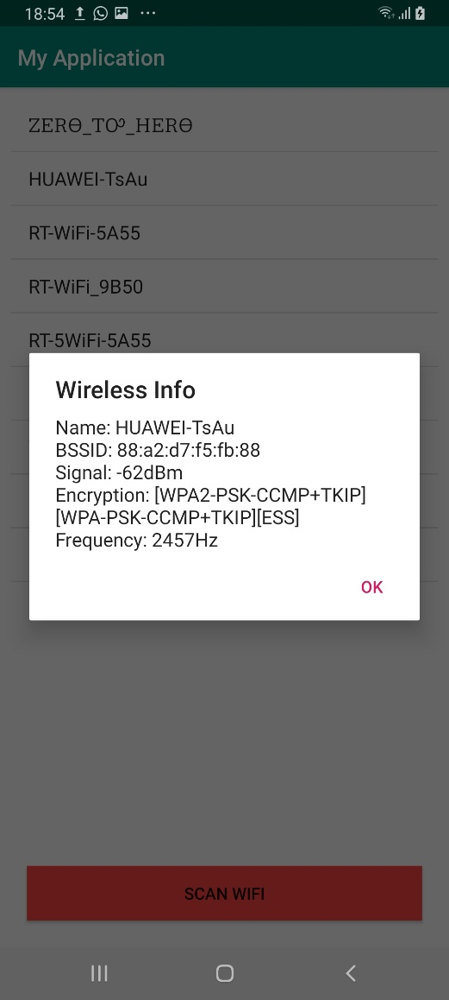 18:54
My Application
ZERӨ_TOᄿ_HERӨ
HUAWEI-TsAu
RT-WiFi-5A55
RT-WiFi_9B50
RT-5WiFi-5A55
Wireless Info
Name: HUAWEI-TsAu
BSSID: 88:a2:d7:f5:fb:88
Signal: -62dBm
Encryption: [WPA2-PSK-CCMP+TKIP]
[WPA-PSK-CCMP+TKIP][ESS]
Frequency: 2457Hz
OK
SCAN WIFI